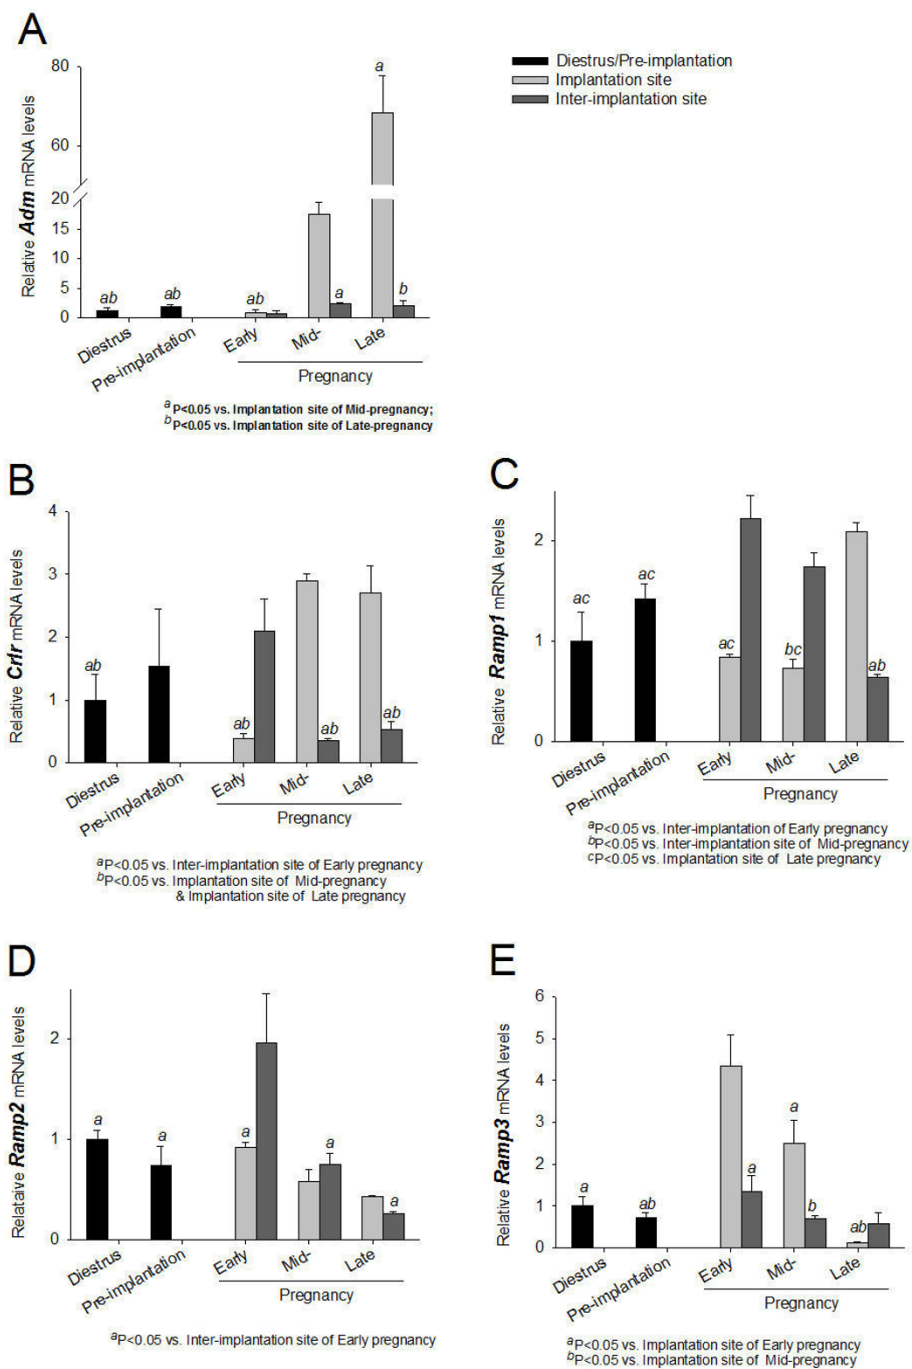 A
Diestrus/Pre-implantation
Implantation site
Inter-implantation site
Relative Adm mRNA levels
80
60
20
15
10
5
0
ab
ab
ab
a
a
b
Diestrus
Pre-implantation
Early
Mid-
Late
Pregnancy
a P<0.05 vs. Implantation site of Mid-pregnancy;
b P<0.05 vs. Implantation site of Late-pregnancy
B
Relative Crlr mRNA levels
4
3
2
1
0
ab
ab
ab
ab
Diestrus
Pre-implantation
Early
Mid-
Late
Pregnancy
aP<0.05 vs. Inter-implantation site of Early pregnancy
bP<0.05 vs. Implantation site of Mid-pregnancy
& Implantation site of Late pregnancy
C
Relative Ramp1 mRNA levels
2
1
0
ac
ac
ac
bc
ab
Diestrus
Pre-implantation
Early
Mid-
Late
Pregnancy
aP<0.05 vs. Inter-implantation of Early pregnancy
bP<0.05 vs. Inter-implantation site of Mid-pregnancy
cP<0.05 vs. Implantation site of Late pregnancy
D
Relataive Ramp2 mRNA levels
2
1
0
a
a
a
a
a
Diestrus
Pre-implantation
Early
Mid-
Late
Pregnancy
aP<0.05 vs. Inter-implantation site of Early pregnancy
E
Relative Ramp3 mRNA levels
6
5
4
3
2
1
0
a
ab
a
a
b
ab
Diestrus
Pre-implantation
Early
Mid-
Late
Pregnancy
aP<0.05 vs. Implantation site of Early pregnancy
bP<0.05 vs. Implantation site of Mid-pregnancy